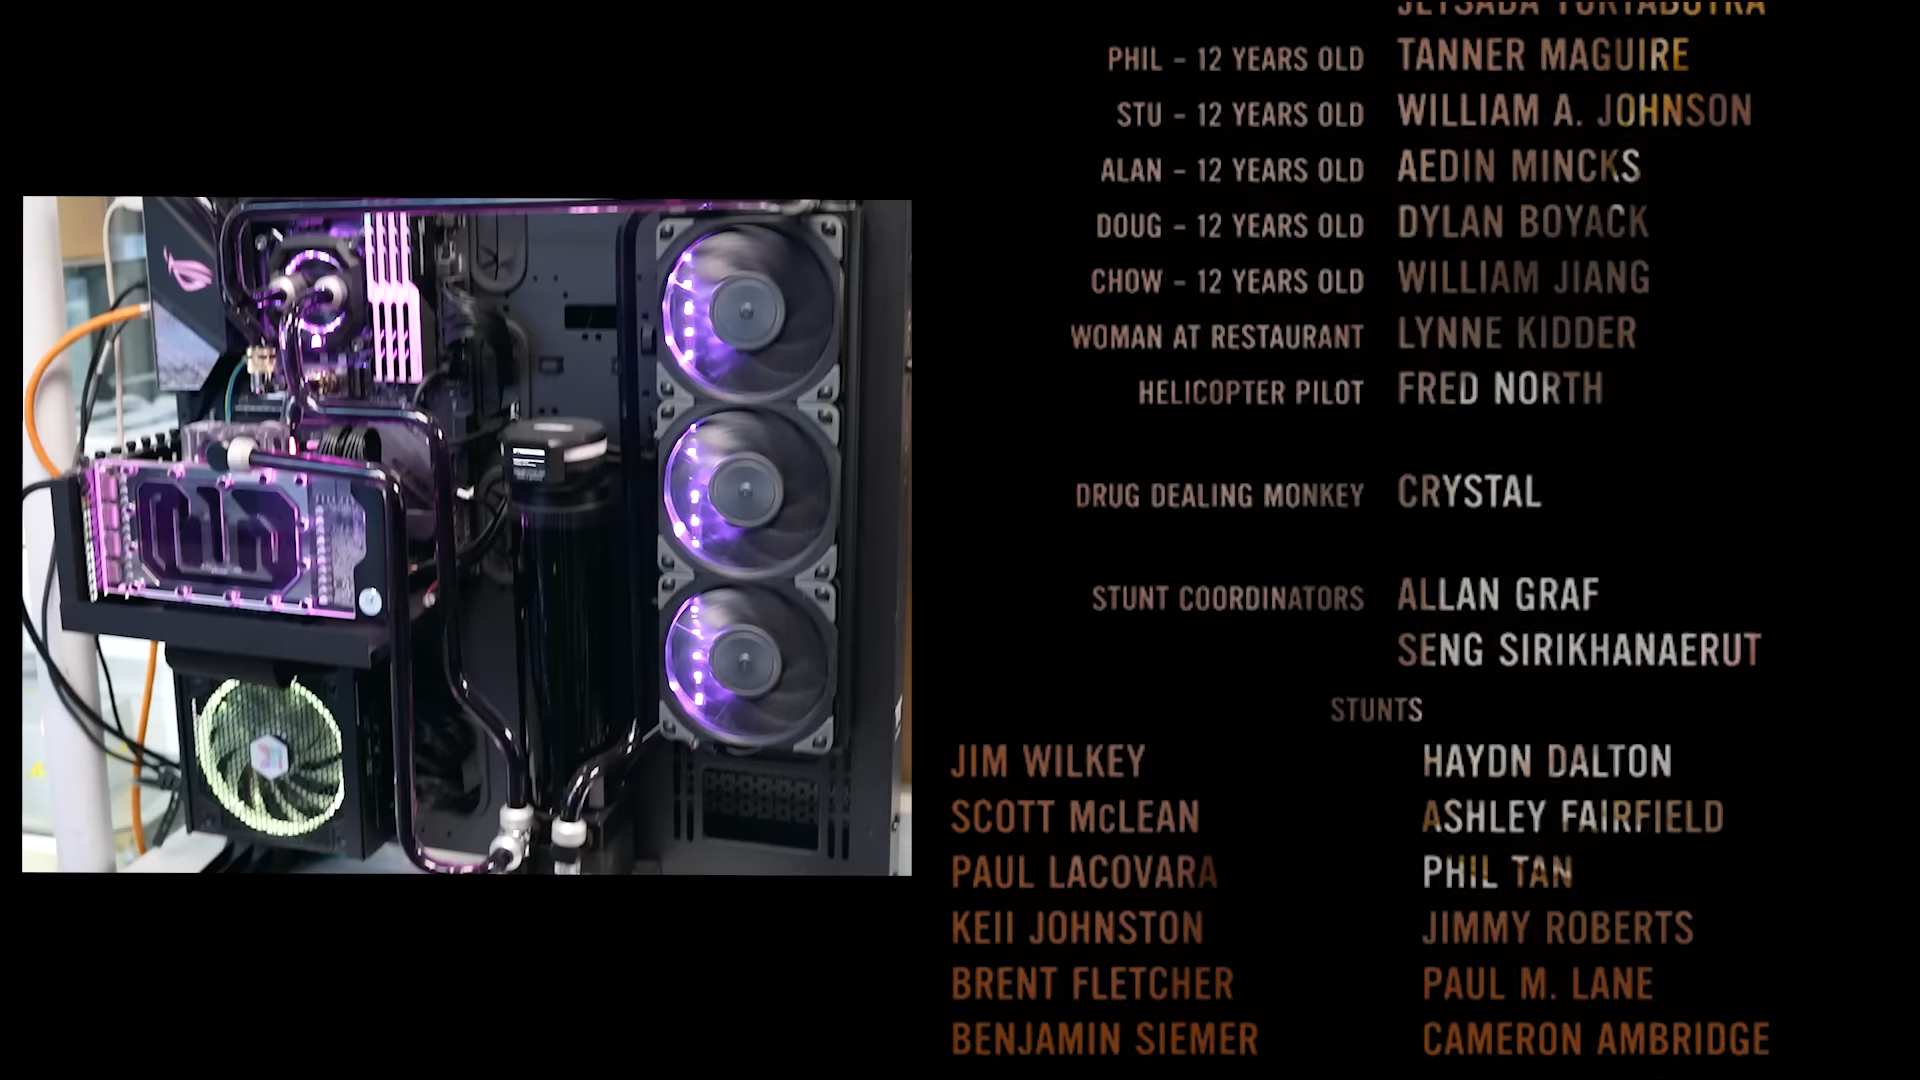 PHIL – 12 YEARS OLD TANNER MAGUIRE
STU – 12 YEARS OLD WILLIAM A. JOHNSON
ALAN – 12 YEARS OLD AEDIN MINCKS
DOUG – 12 YEARS OLD DYLAN BOYACK
CHOW – 12 YEARS OLD WILLIAM JIANG
WOMAN AT RESTAURANT LYNNE KIDDER
HELICOPTER PILOT FRED NORTH
DRUG DEALING MONKEY CRYSTAL
STUNT COORDINATORS ALLAN GRAF
SENG SIRIKHANAERUT
STUNTS
JIM WILKEY HAYDN DALTON
SCOTT McLEAN ASHLEY FAIRFIELD
PAUL LACOVARA PHIL TAN
KEII JOHNSTON JIMMY ROBERTS
BRENT FLETCHER PAUL M. LANE
BENJAMIN SIEMER CAMERON AMBRIDGE